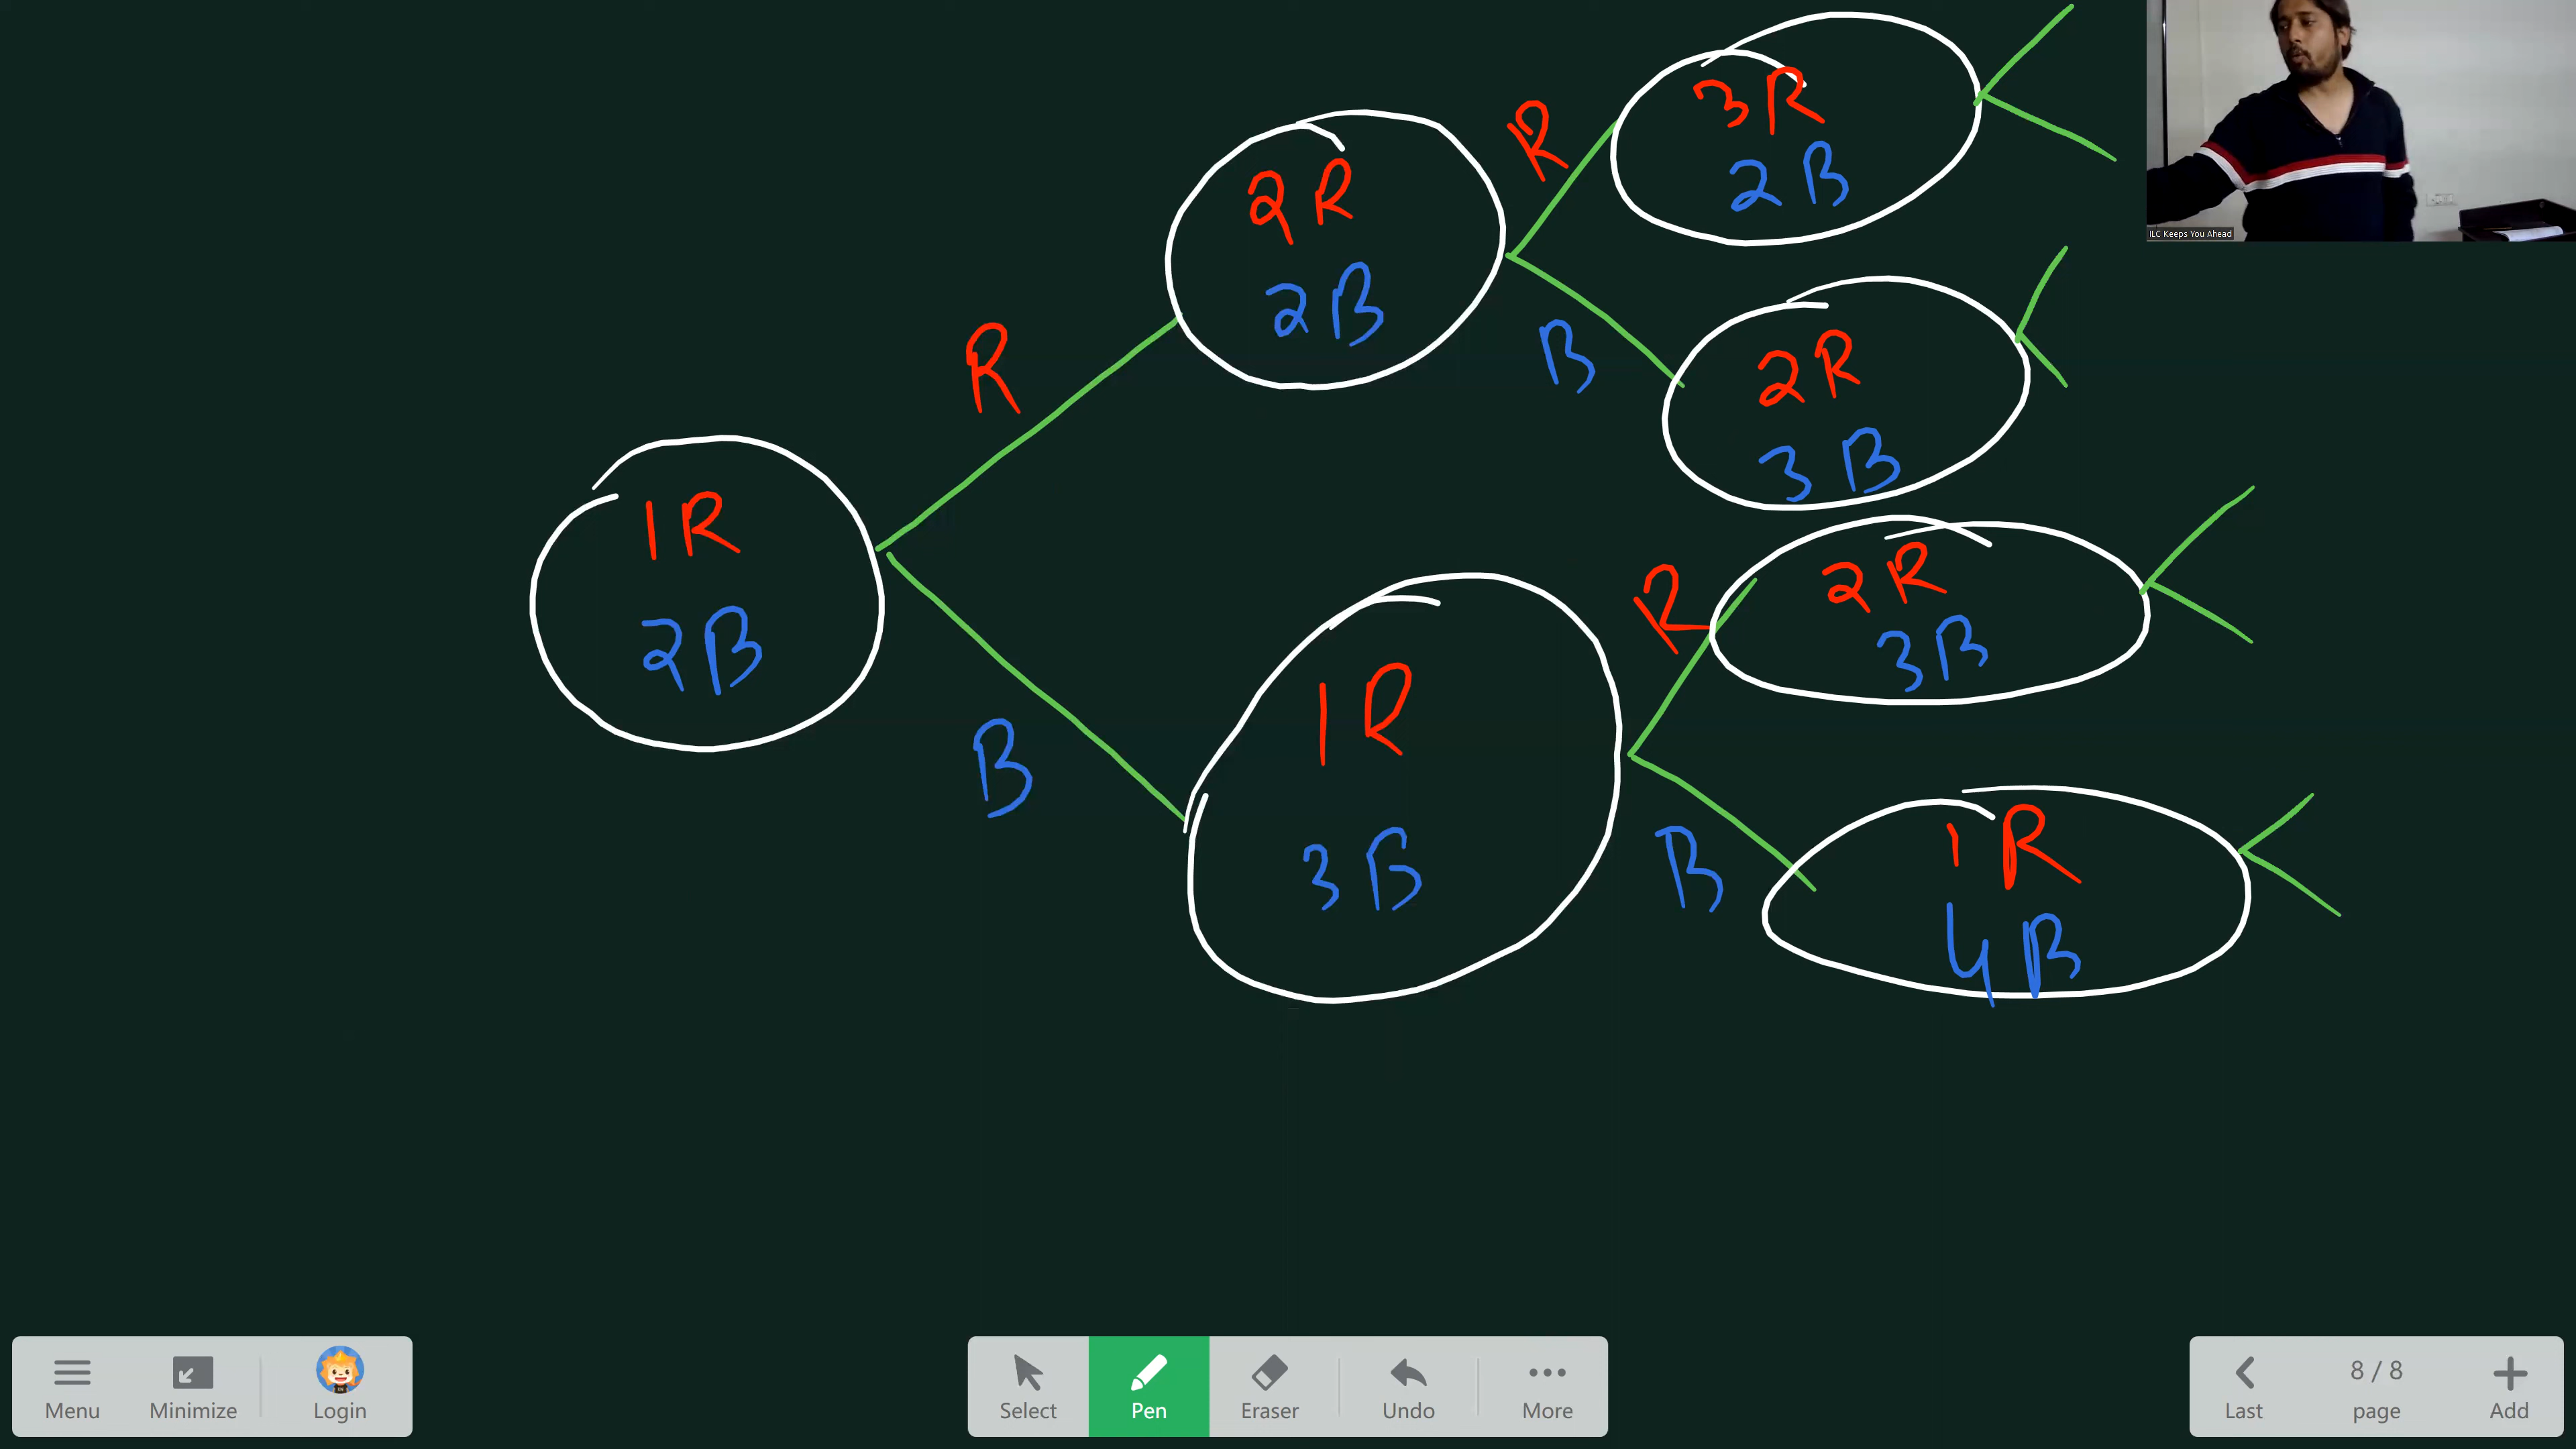 1R
2B
R
B
2R
2B
1R
3B
R
B
R
B
3R
2B
2R
3B
2R
3B
1R
4B
ILC Keeps You Ahead
Menu
Minimize
Login
Select
Pen
Eraser
Undo
More
Last
8 / 8
page
Add